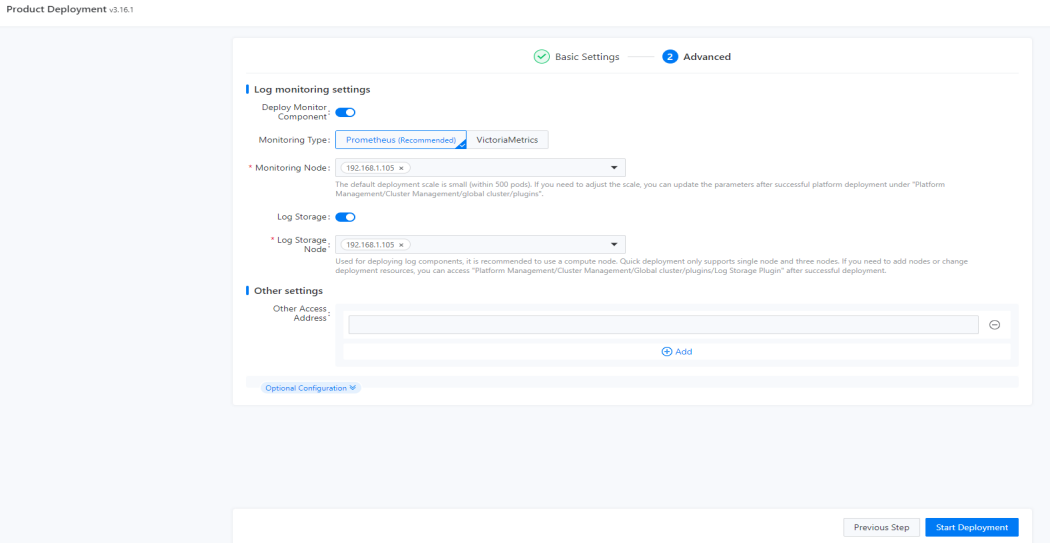 Product Deployment v3.16.1
Basic Settings
2 Advanced
Log monitoring settings
Deploy Monitor
Component :
Monitoring Type : Prometheus (Recommended) VictoriaMetrics
* Monitoring Node : 192.168.1.105 ×
The default deployment scale is small (within 500 pods). If you need to adjust the scale, you can update the parameters after successful platform deployment under "Platform
Management/Cluster Management/global cluster/plugins".
Log Storage :
* Log Storage
Node : 192.168.1.105 ×
Used for deploying log components, it is recommended to use a compute node. Quick deployment only supports single node and three nodes. If you need to add nodes or change
deployment resources, you can access "Platform Management/Cluster Management/Global cluster/plugins/Log Storage Plugin" after successful deployment.
Other settings
Other Access
Address :
Add
Optional Configuration
Previous Step Start Deployment